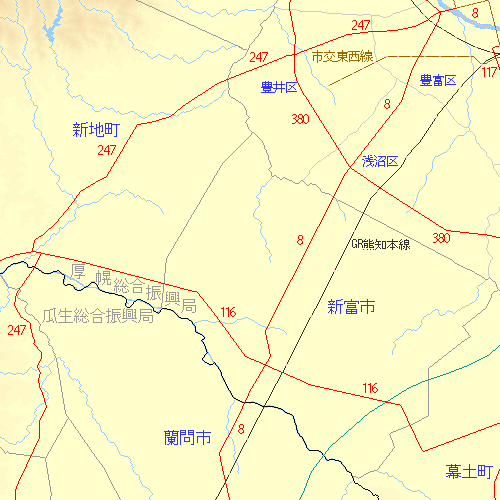 8
247
247
市交東西線
117
豊井区
豊富区
8
380
新地町
247
浅沼区
8
380
GR能知本線
厚幌総合振興局
瓜生総合振興局
新富市
116
247
116
8
蘭問市
幕土町